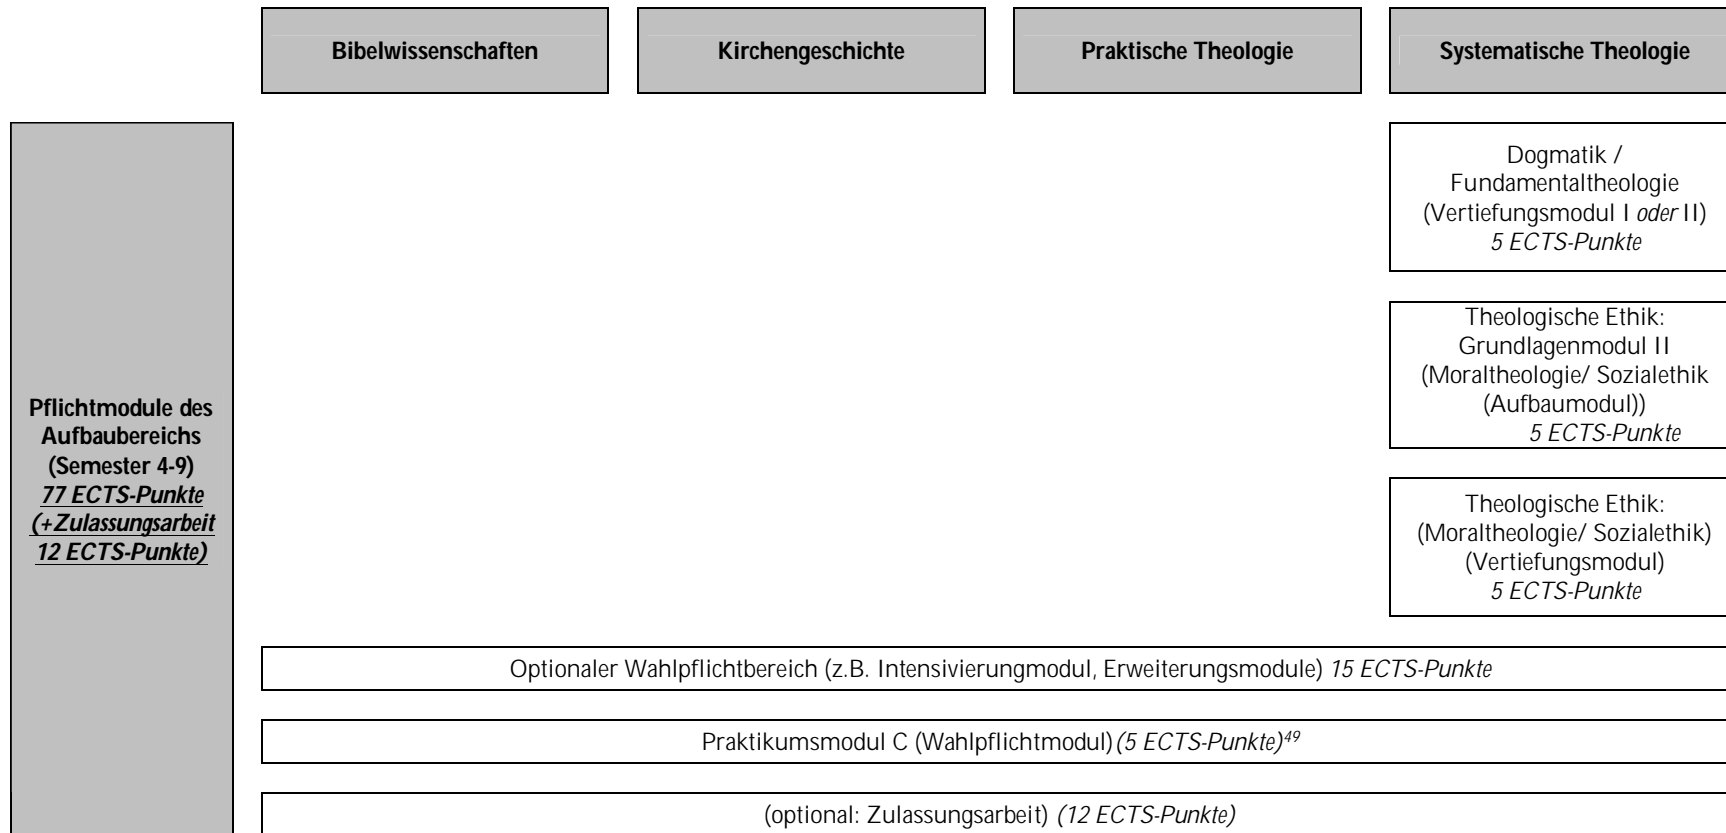 Bibelwissenschaften
Kirchengeschichte
Praktische Theologie
Systematische Theologie
Pflichtmodule des
Aufbaubereichs
(Semester 4-9)
77 ECTS-Punkte
(+Zulassungsarbeit
12 ECTS-Punkte)
Dogmatik /
Fundamentaltheologie
(Vertiefungsmodul I oder II)
5 ECTS-Punkte
Theologische Ethik:
Grundlagenmodul II
(Moraltheologie/ Sozialethik
(Aufbaumodul))
5 ECTS-Punkte
Theologische Ethik:
(Moraltheologie/ Sozialethik)
(Vertiefungsmodul)
5 ECTS-Punkte
Optionaler Wahlpflichtbereich (z.B. Intensivierungmodul, Erweiterungsmodule) 15 ECTS-Punkte
Praktikumsmodul C (Wahlpflichtmodul) (5 ECTS-Punkte)49
(optional: Zulassungsarbeit) (12 ECTS-Punkte)